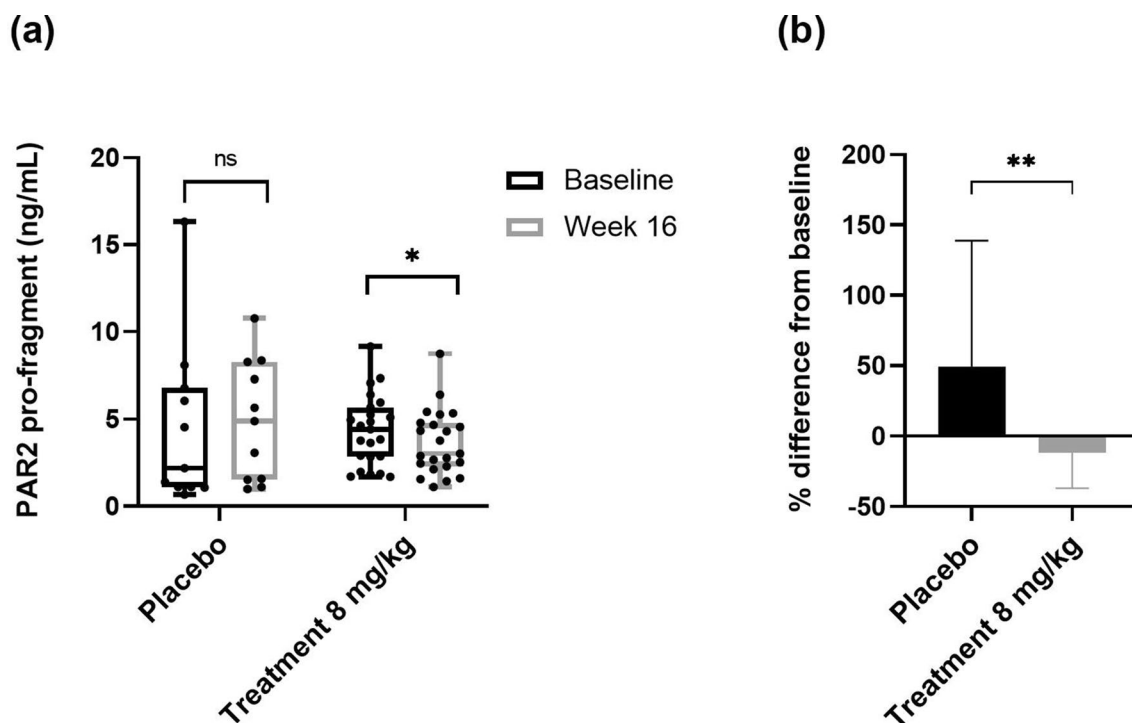 (a)
PAR2 pro-fragment (ng/mL)
20
15
10
5
0
ns
*
Baseline
Week 16
Placebo
Treatment 8 mg/kg
(b)
% difference from baseline
200
150
100
50
0
-50
**
Placebo
Treatment 8 mg/kg